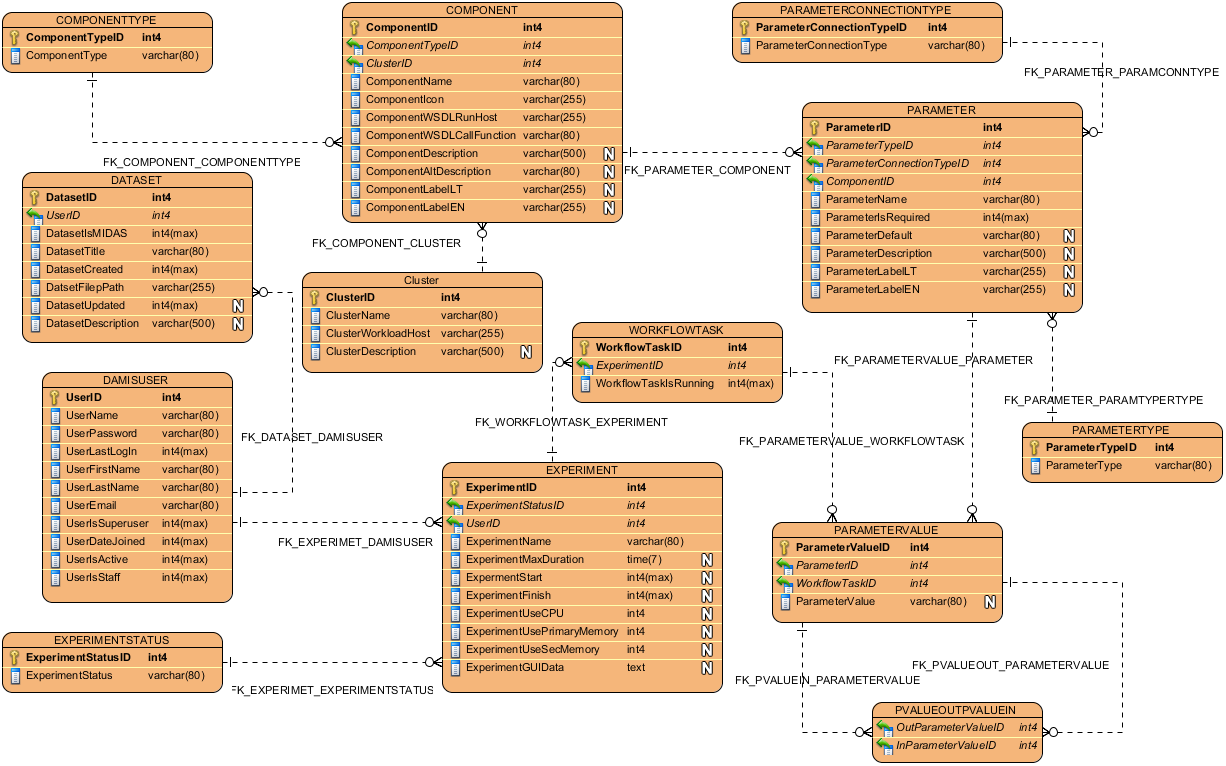 COMPONENTTYPE
ComponentTypeID int4
ComponentType varchar(80)
COMPONENT
ComponentID int4
ComponentTypeID int4
ClusterID int4
ComponentName varchar(80)
ComponentIcon varchar(255)
ComponentWSDLRunHost varchar(255)
ComponentWSDLCallFunction varchar(80)
ComponentDescription varchar(500) N
ComponentAltDescription varchar(80) N
ComponentLabelLT varchar(255) N
ComponentLabelEN varchar(255) N
PARAMETERCONNECTIONTYPE
ParameterConnectionTypeID int4
ParameterConnectionType varchar(80)
FK_PARAMETER_PARAMCONNTYPE
PARAMETER
ParameterID int4
ParameterTypeID int4
ParameterConnectionTypeID int4
ComponentID int4
ParameterName varchar(80)
ParameterIsRequired int4(max)
ParameterDefault varchar(80) N
ParameterDescription varchar(500) N
ParameterLabelLT varchar(255) N
ParameterLabelEN varchar(255) N
FK_COMPONENT_COMPONENTTYPE
FK_PARAMETER_COMPONENT
DATASET
DatasetID int4
UserID int4
DatasetIsMIDAS int4(max)
DatasetTitle varchar(80)
DatasetCreated int4(max)
DatsetFilepPath varchar(255)
DatasetUpdated int4(max) N
DatasetDescription varchar(500) N
FK_COMPONENT_CLUSTER
Cluster
ClusterID int4
ClusterName varchar(80)
ClusterWorkloadHost varchar(255)
ClusterDescription varchar(500) N
WORKFLOWTASK
WorkflowTaskID int4
ExperimentID int4
WorkflowTaskIsRunning int4(max)
FK_PARAMETERVALUE_PARAMETER
FK_PARAMETER_PARAMTYPERTYPE
DAMISUSER
UserID int4
UserName varchar(80)
UserPassword varchar(80)
UserLastLogIn int4(max)
UserFirstName varchar(80)
UserLastName varchar(80)
UserEmail varchar(80)
UserIsSuperuser int4(max)
UserDateJoined int4(max)
UserIsActive int4(max)
UserIsStaff int4(max)
FK_DATASET_DAMISUSER
FK_WORKFLOWTASK_EXPERIMENT
FK_PARAMETERVALUE_WORKFLOWTASK
PARAMETERTYPE
ParameterTypeID int4
ParameterType varchar(80)
EXPERIMENT
ExperimentID int4
ExperimentStatusID int4
UserID int4
ExperimentName varchar(80)
ExperimentMaxDuration time(7) N
ExpermentStart int4(max) N
ExperimentFinish int4(max) N
ExperimentUseCPU int4 N
ExperimentUsePrimaryMemory int4 N
ExperimentUseSecMemory int4 N
ExperimentGUIData text N
FK_EXPERIMET_DAMISUSER
PARAMETERVALUE
ParameterValueID int4
ParameterID int4
WorkflowTaskID int4
ParameterValue varchar(80) N
EXPERIMENTSTATUS
ExperimentStatusID int4
ExperimentStatus varchar(80)
FK_EXPERIMET_EXPERIMENTSTATUS
FK_PVALUEOUT_PARAMETERVALUE
FK_PVALUEIN_PARAMETERVALUE
PVALUEOUTPVALUEIN
OutParameterValueID int4
InParameterValueID int4